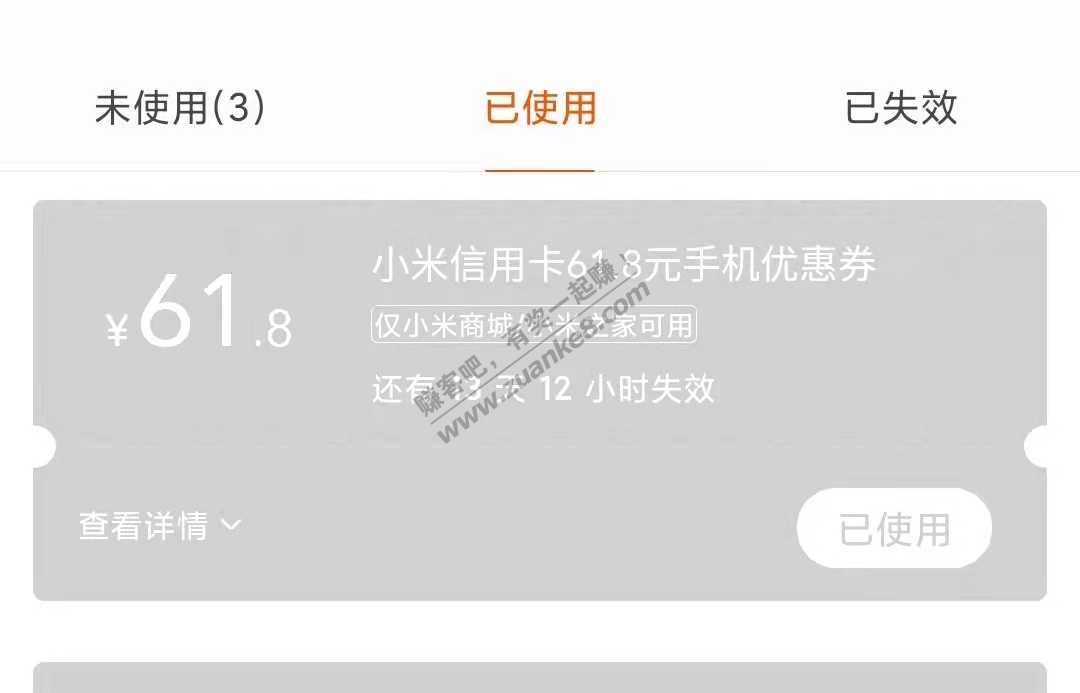 未使用(3)
已使用
已失效
小米信用卡61.8元手机优惠券
¥61.8
仅小米商城/小米之家可用
还有 13 天 12 小时失效
赚客吧，有奖一起赚！
www.zuanke8.com
查看详情
已使用